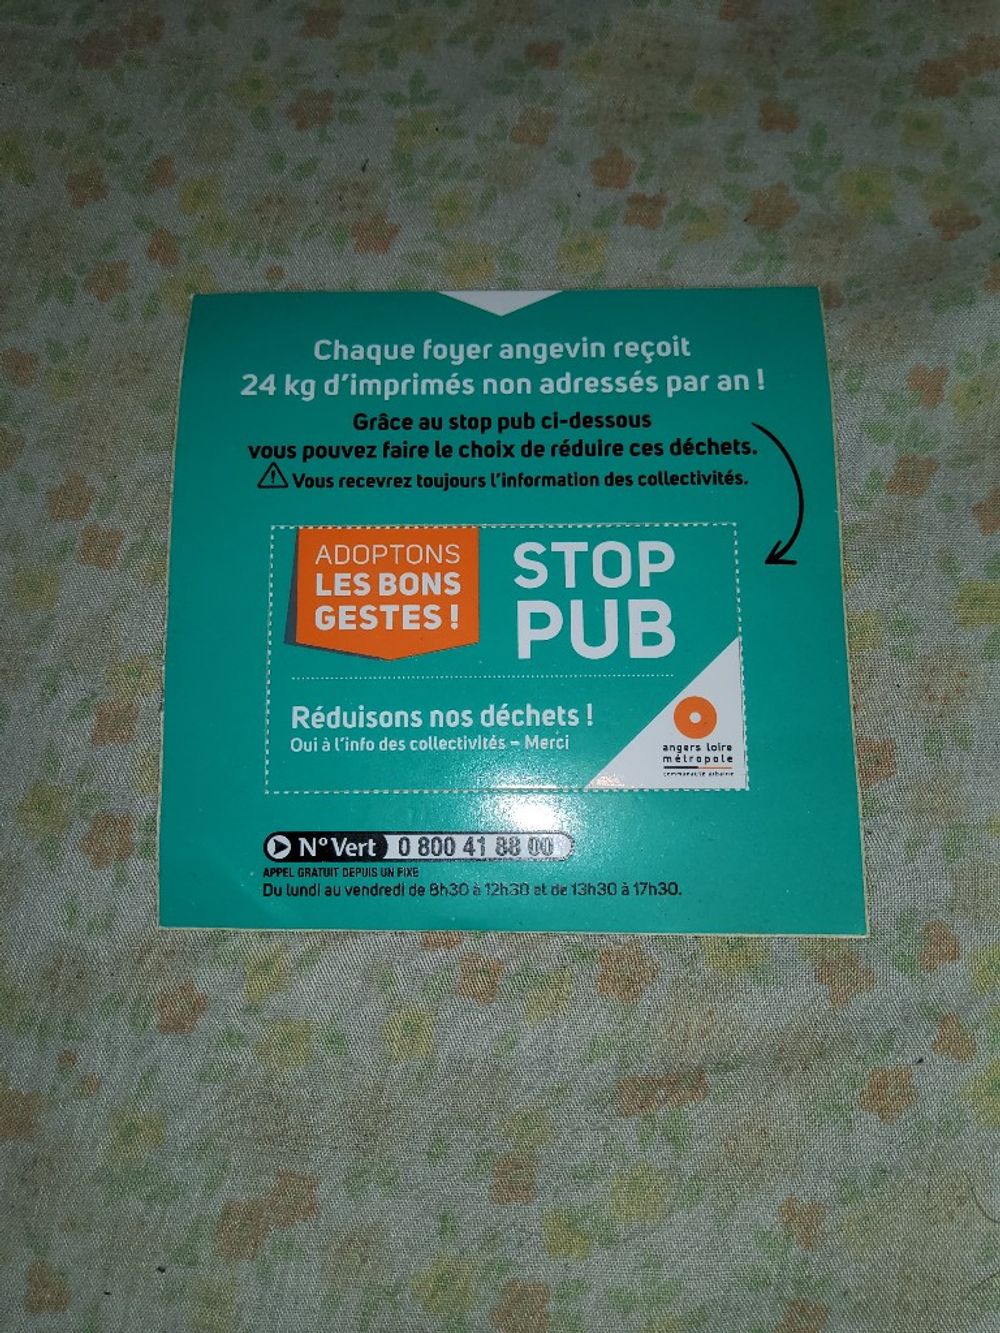 Chaque foyer angevin reçoit
24 kg d'imprimés non adressés par an !
Grâce au stop pub ci-dessous
vous pouvez faire le choix de réduire ces déchets.
Vous recevrez toujours l'information des collectivités.
ADOPTONS
LES BONS
GESTES !
STOP
PUB
Réduisons nos déchets !
Oui à l'info des collectivités – Merci
angers Loire
métropole
communauté urbaine
N° Vert 0 800 41 88 00
APPEL GRATUIT DEPUIS UN FIXE
Du lundi au vendredi de 8h30 à 12h30 et de 13h30 à 17h30.